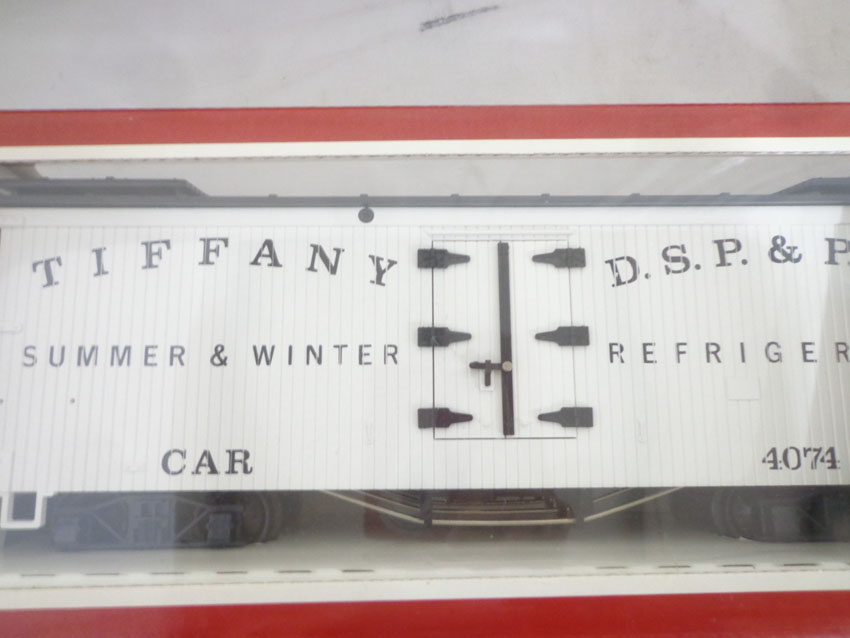 TIFFANY D.S.P. & P.
SUMMER & WINTER REFRIGER
CAR 4074